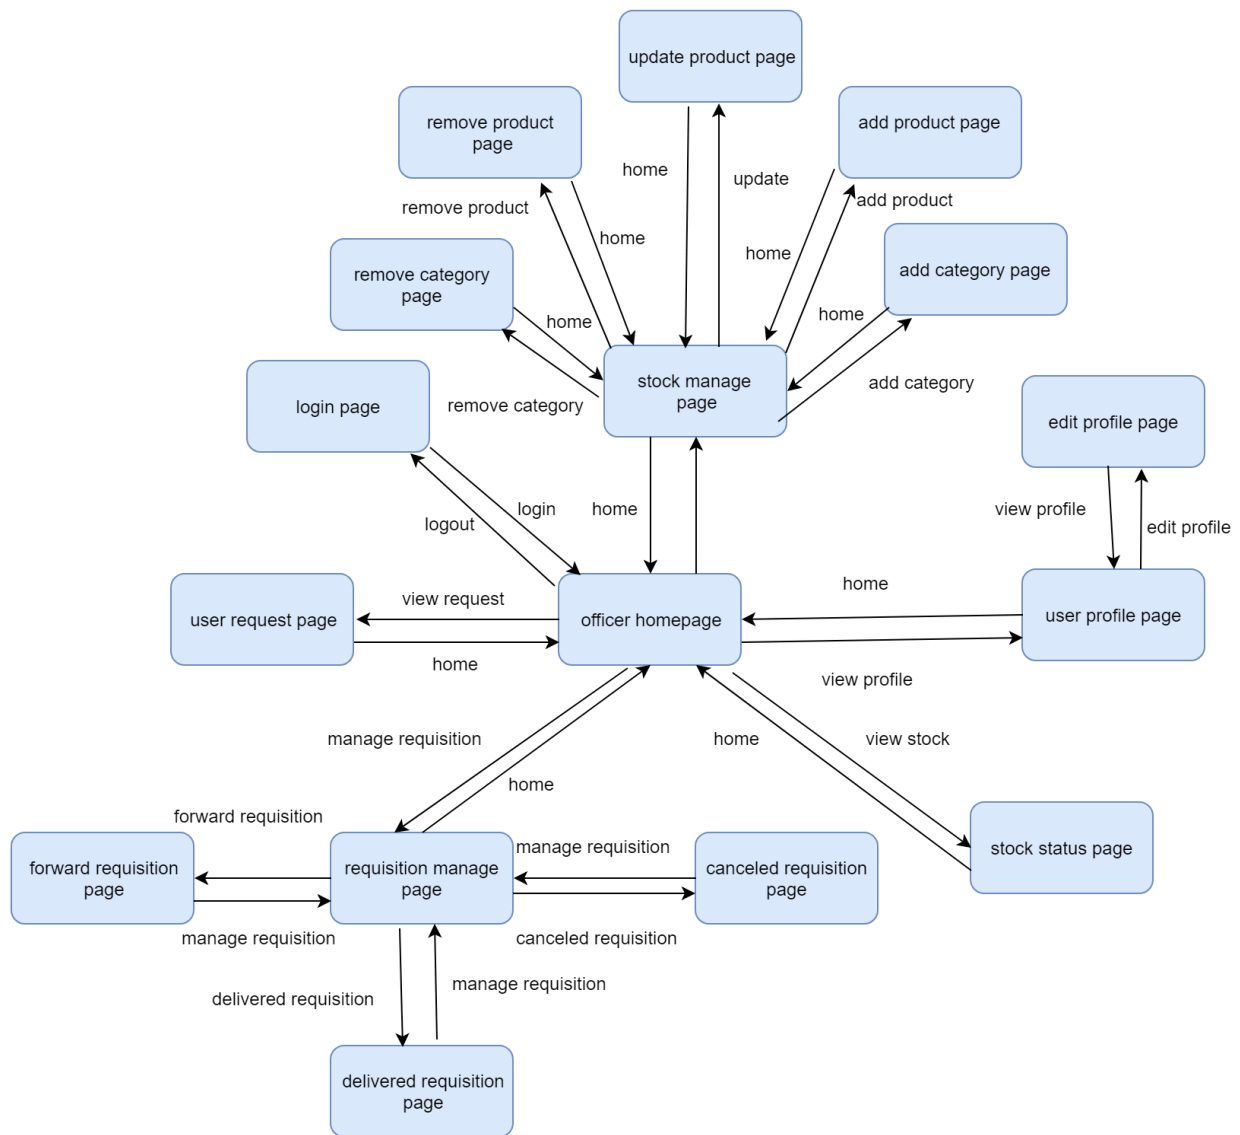 update product page
remove product
page
add product page
home
update
remove product
add product
home
home
remove category
page
add category page
home
home
stock manage
page
login page
remove category
add category
edit profile page
home
login
logout
view profile
edit profile
view request
home
user request page
officer homepage
user profile page
home
view profile
manage requisition
home
view stock
home
forward requisition
stock status page
manage requisition
forward requisition
page
requisition manage
page
canceled requisition
page
manage requisition
canceled requisition
delivered requisition
manage requisition
delivered requisition
page